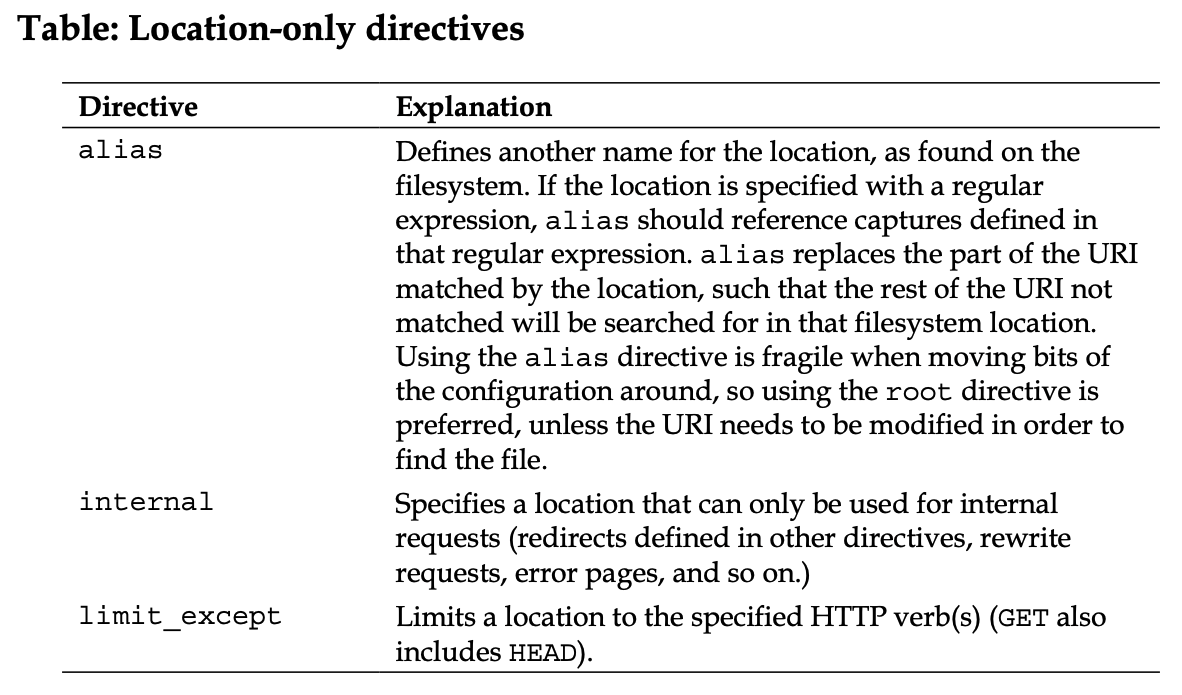 Table: Location-only directives
Directive Explanation
alias Defines another name for the location, as found on the
filesystem. If the location is specified with a regular
expression, alias should reference captures defined in
that regular expression. alias replaces the part of the URI
matched by the location, such that the rest of the URI not
matched will be searched for in that filesystem location.
Using the alias directive is fragile when moving bits of
the configuration around, so using the root directive is
preferred, unless the URI needs to be modified in order to
find the file.
internal Specifies a location that can only be used for internal
requests (redirects defined in other directives, rewrite
requests, error pages, and so on.)
limit_except Limits a location to the specified HTTP verb(s) (GET also
includes HEAD).